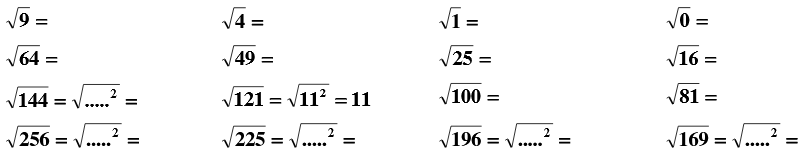 √9 = √4 = √1 = √0 =
√64 = √49 = √25 = √16 =
√144 = √.....² = √121 = √11² = 11 √100 = √81 =
√256 = √.....² = √225 = √.....² = √196 = √.....² = √169 = √.....² =